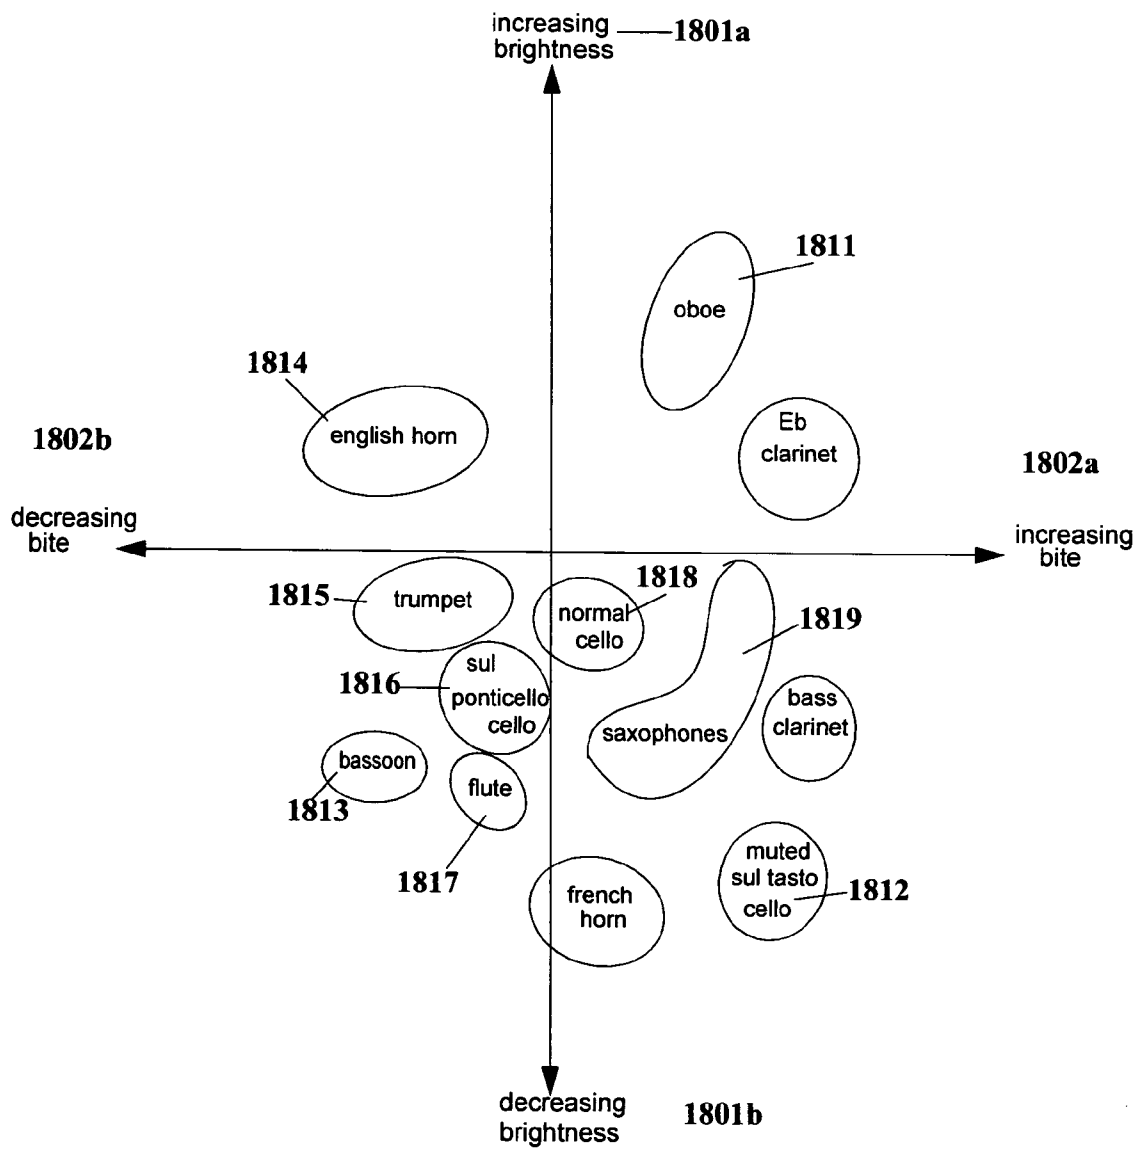 increasing
brightness
1801a
1811
oboe
1814
english horn
Eb
clarinet
1802b
1802a
decreasing
bite
increasing
bite
1815
trumpet
1818
normal
cello
1819
sul
ponticello
cello
1816
bass
clarinet
saxophones
bassoon
1813
flute
1817
muted
sul tasto
cello
1812
french
horn
decreasing
brightness
1801b